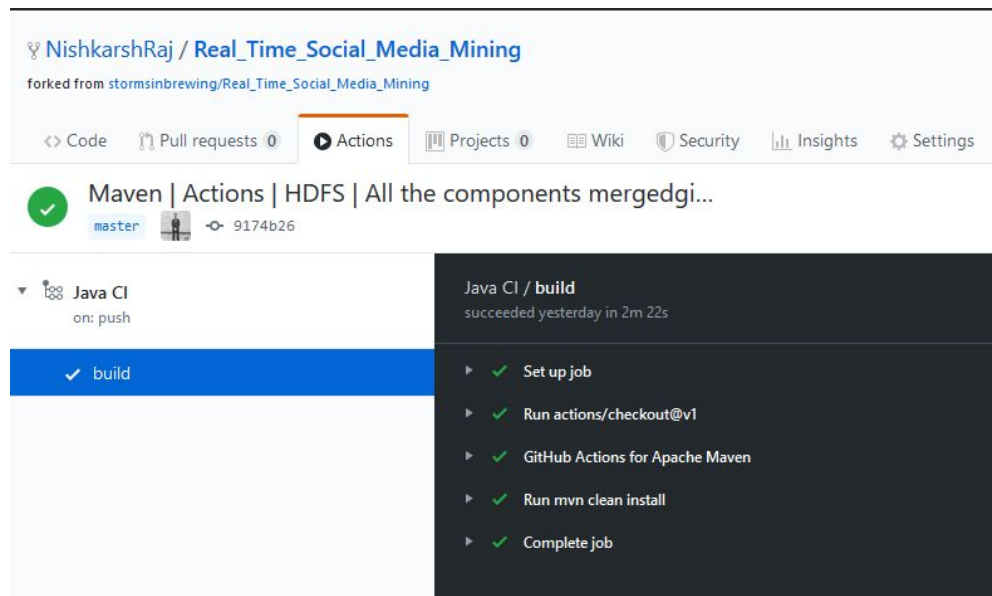 NishkarshRaj / Real_Time_Social_Media_Mining
forked from stormsinbrewing/Real_Time_Social_Media_Mining
<> Code Pull requests 0 Actions Projects 0 Wiki Security Insights Settings
Maven | Actions | HDFS | All the components mergedgi...
master 9174b26
Java CI
on: push
build
Java CI / build
succeeded yesterday in 2m 22s
Set up job
Run actions/checkout@v1
GitHub Actions for Apache Maven
Run mvn clean install
Complete job